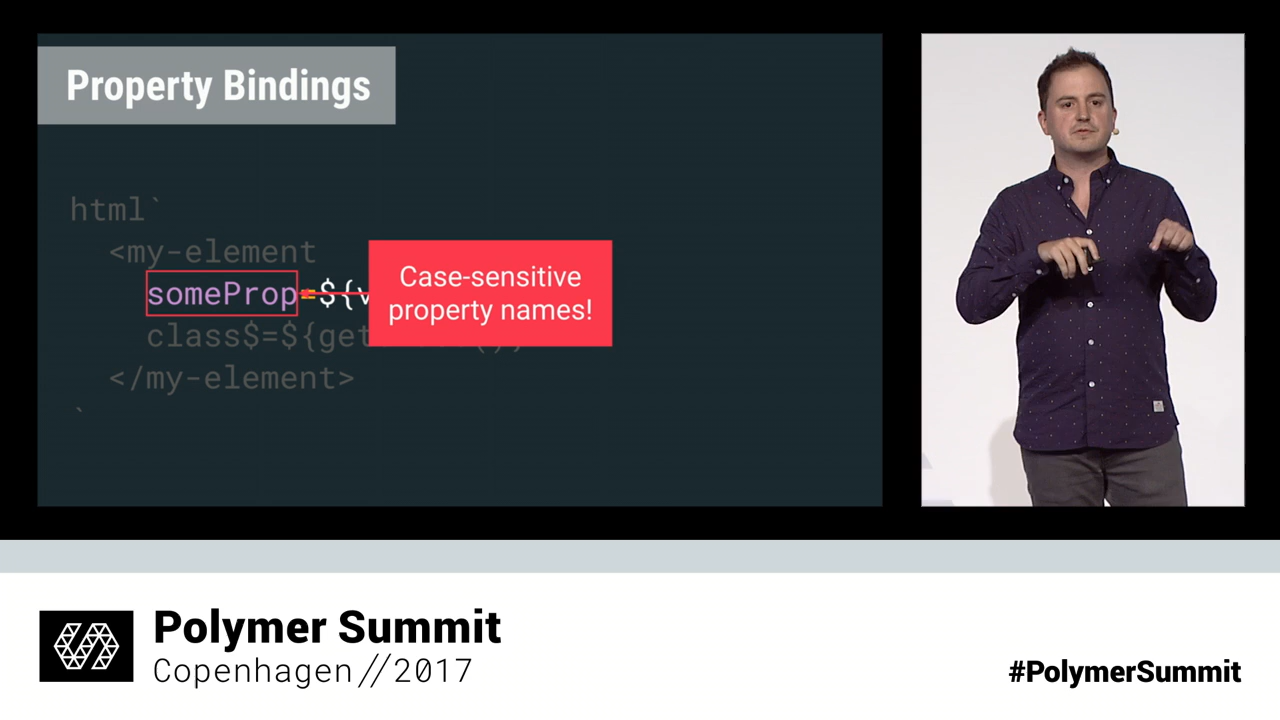 Property Bindings
html`
<my-element
someProp=${v
Case-sensitive
property names!
class$=${get
</my-element>
`
Polymer Summit
Copenhagen//2017
#PolymerSummit